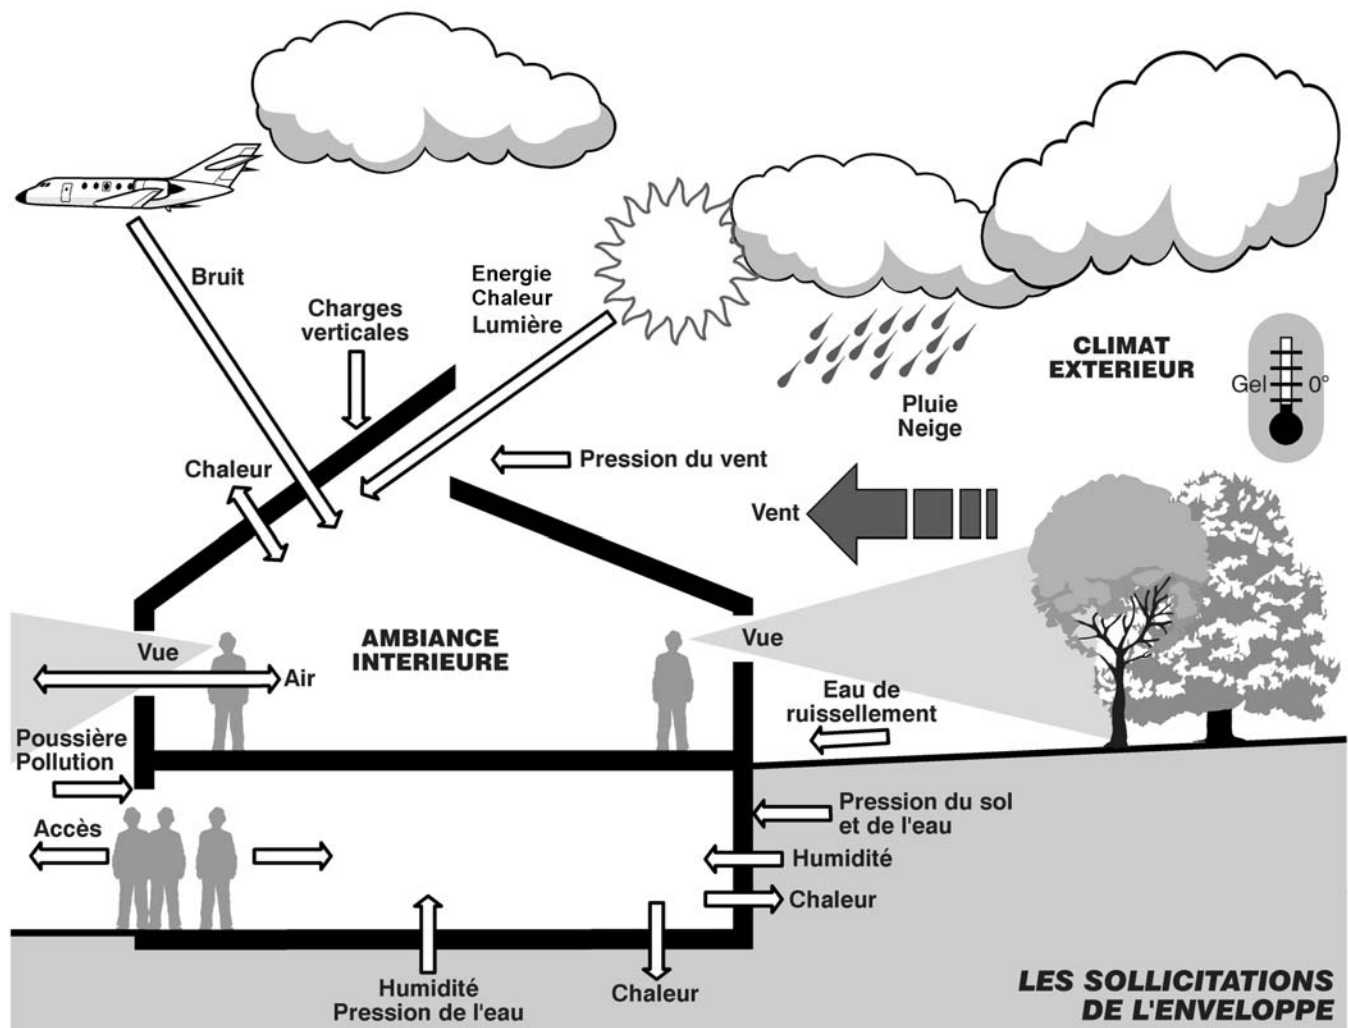 Bruit
Energie
Chaleur
Lumière
Charges
verticales
CLIMAT
EXTERIEUR
Gel 0°
Pluie
Neige
Chaleur
Pression du vent
Vent
Vue
AMBIANCE
INTERIEURE
Vue
Air
Eau de
ruissellement
Poussière
Pollution
Pression du sol
et de l'eau
Accès
Humidité
Chaleur
Humidité
Pression de l'eau
Chaleur
LES SOLLICITATIONS
DE L'ENVELOPPE